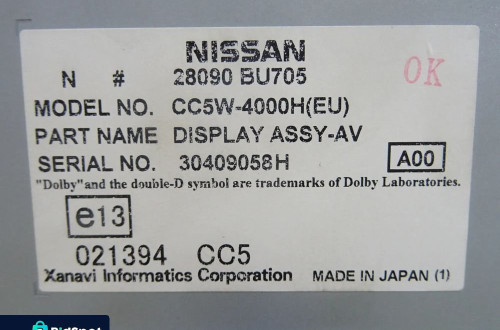 NISSAN
N # 28090 BU705
OK
MODEL NO. CC5W-4000H(EU)
PART NAME DISPLAY ASSY-AV
SERIAL NO. 30409058H
A00
"Dolby"and the double-D symbol are trademarks of Dolby Laboratories.
e13
021394 CC5
Xanavi Informatics Corporation MADE IN JAPAN (1)